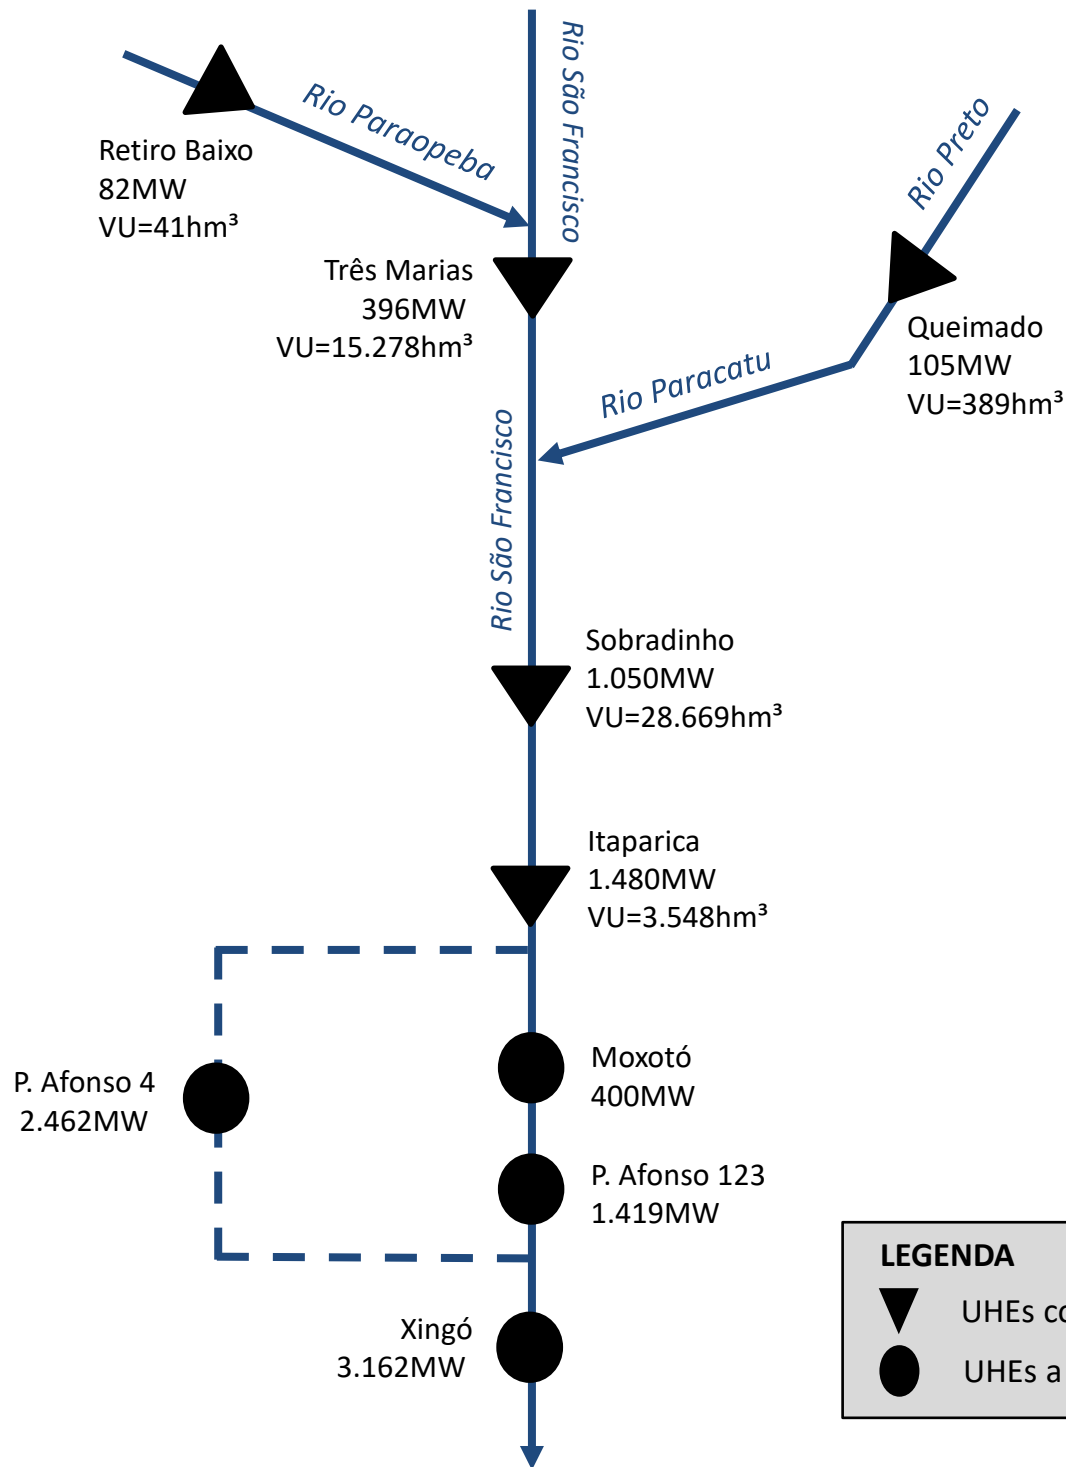 Rio São Francisco
Rio Paraopeba
Rio Preto
Retiro Baixo
82MW
VU=41hm³
Três Marias
396MW
VU=15.278hm³
Queimado
105MW
VU=389hm³
Rio Paracatu
Rio São Francisco
Sobradinho
1.050MW
VU=28.669hm³
Itaparica
1.480MW
VU=3.548hm³
Moxotó
400MW
P. Afonso 4
2.462MW
P. Afonso 123
1.419MW
Xingó
3.162MW
LEGENDA
UHEs
UHEs a